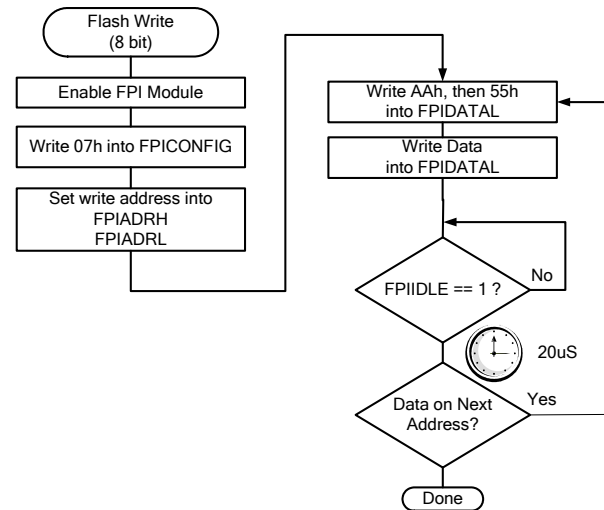 Flash Write
(8 bit)
Enable FPI Module
Write 07h into FPICONFIG
Set write address into
FPIADRH
FPIADRL
Write AAh, then 55h
into FPIDATAL
Write Data
into FPIDATAL
FPIIDLE == 1 ?
No
20uS
Data on Next
Address?
Yes
Done